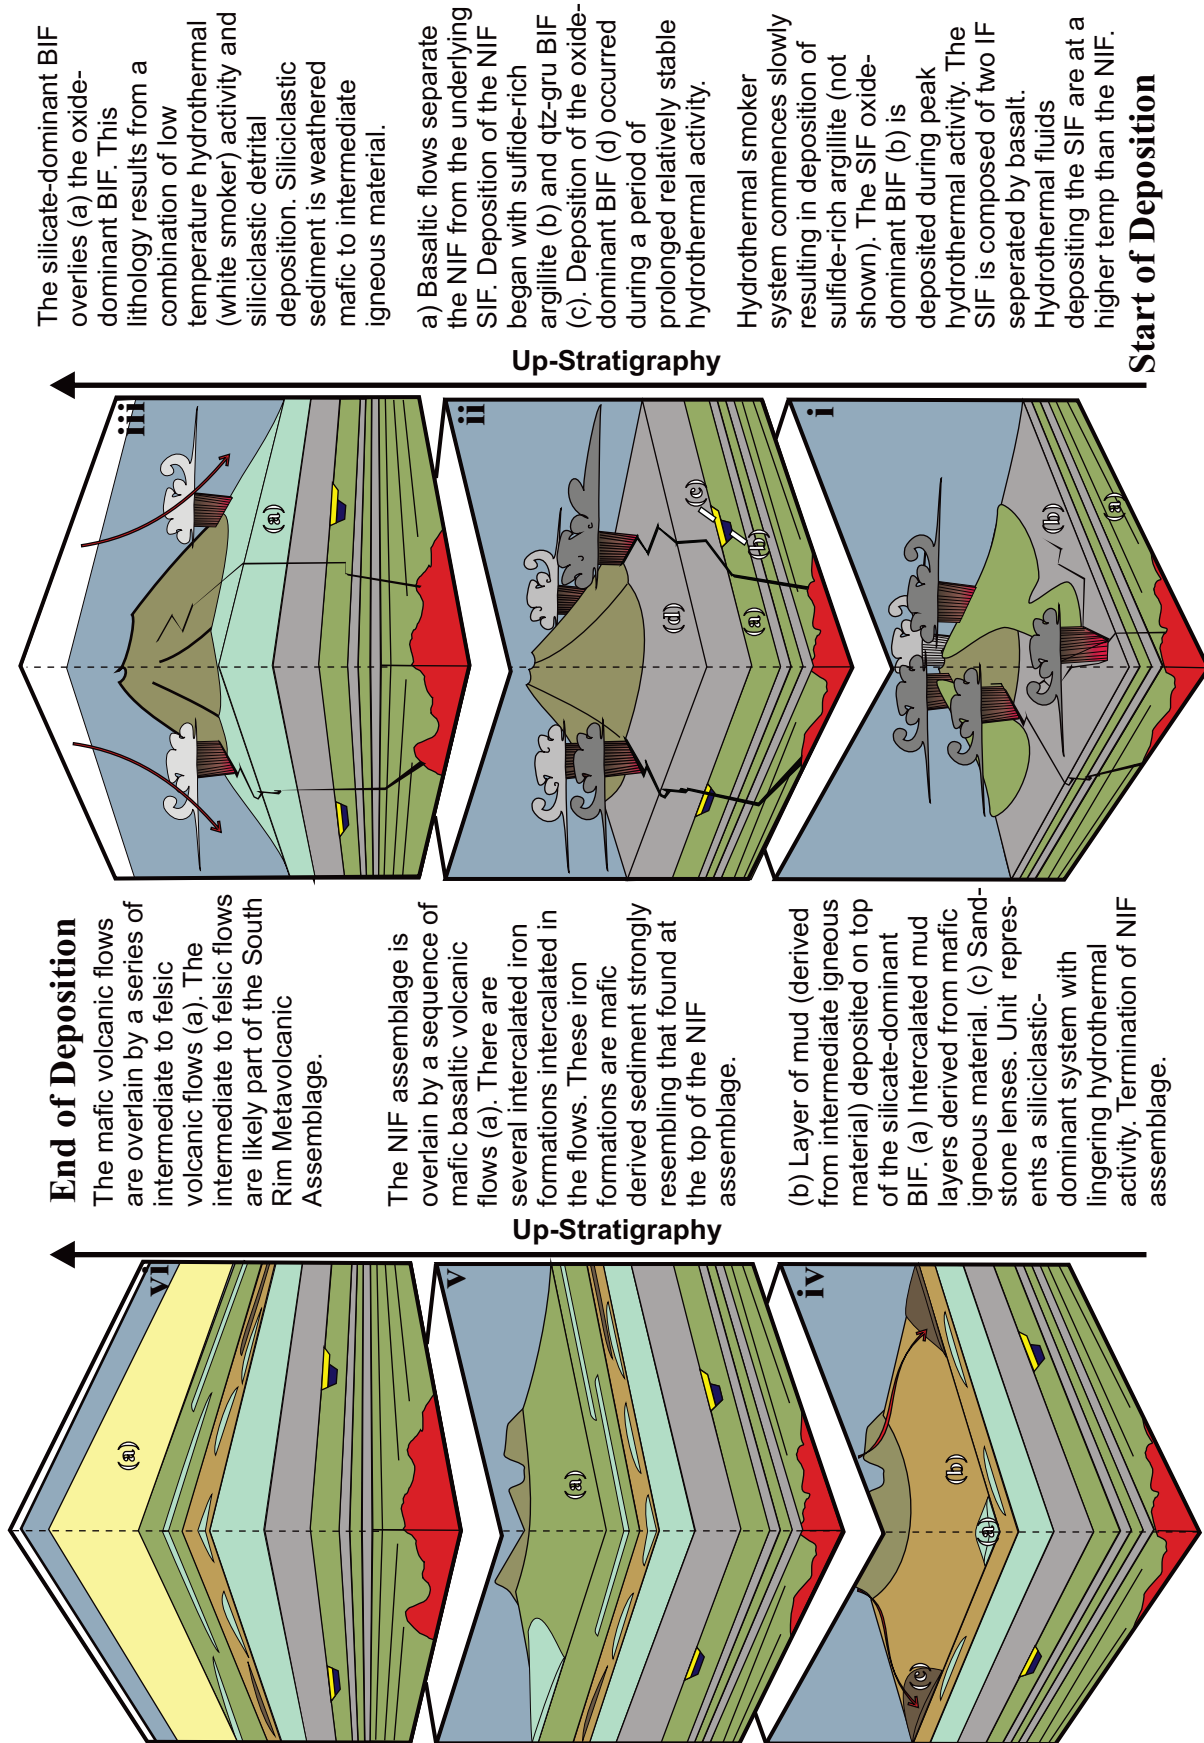 The silicate-dominant BIF
overlies (a) the oxide-
dominant BIF. This
lithology results from a
combination of low
temperature hydrothermal
(white smoker) activity and
siliciclastic detrital
deposition. Siliciclastic
sediment is weathered
mafic to intermediate
igneous material.
a) Basaltic flows separate
the NIF from the underlying
SIF. Deposition of the NIF
began with sulfide-rich
argillite (b) and qtz-gru BIF
(c). Deposition of the oxide-
dominant BIF (d) occurred
during a period of
prolonged relatively stable
hydrothermal activity.
Hydrothermal smoker
system commences slowly
resulting in deposition of
sulfide-rich argillite (not
shown). The SIF oxide-
dominant BIF (b) is
deposited during peak
hydrothermal activity. The
SIF is composed of two IF
seperated by basalt.
Hydrothermal fluids
depositing the SIF are at a
higher temp than the NIF.
Start of Deposition
Up-Stratigraphy
iii
(a)
ii
(c)
(b)
(d)
(a)
i
(b)
(a)
End of Deposition
The mafic volcanic flows
are overlain by a series of
intermediate to felsic
volcanic flows (a). The
intermediate to felsic flows
are likely part of the South
Rim Metavolcanic
Assemblage.
The NIF assemblage is
overlain by a sequence of
mafic basaltic volcanic
flows (a). There are
several intercalated iron
formations intercalated in
the flows. These iron
formations are mafic
derived sediment strongly
resembling that found at
the top of the NIF
assemblage.
(b) Layer of mud (derived
from intermediate igneous
material) deposited on top
of the silicate-dominant
BIF. (a) Intercalated mud
layers derived from mafic
igneous material. (c) Sand-
stone lenses. Unit repres-
ents a siliciclastic-
dominant system with
lingering hydrothermal
activity. Termination of NIF
assemblage.
Up-Stratigraphy
vi
(a)
v
(a)
iv
(b)
(a)
(c)